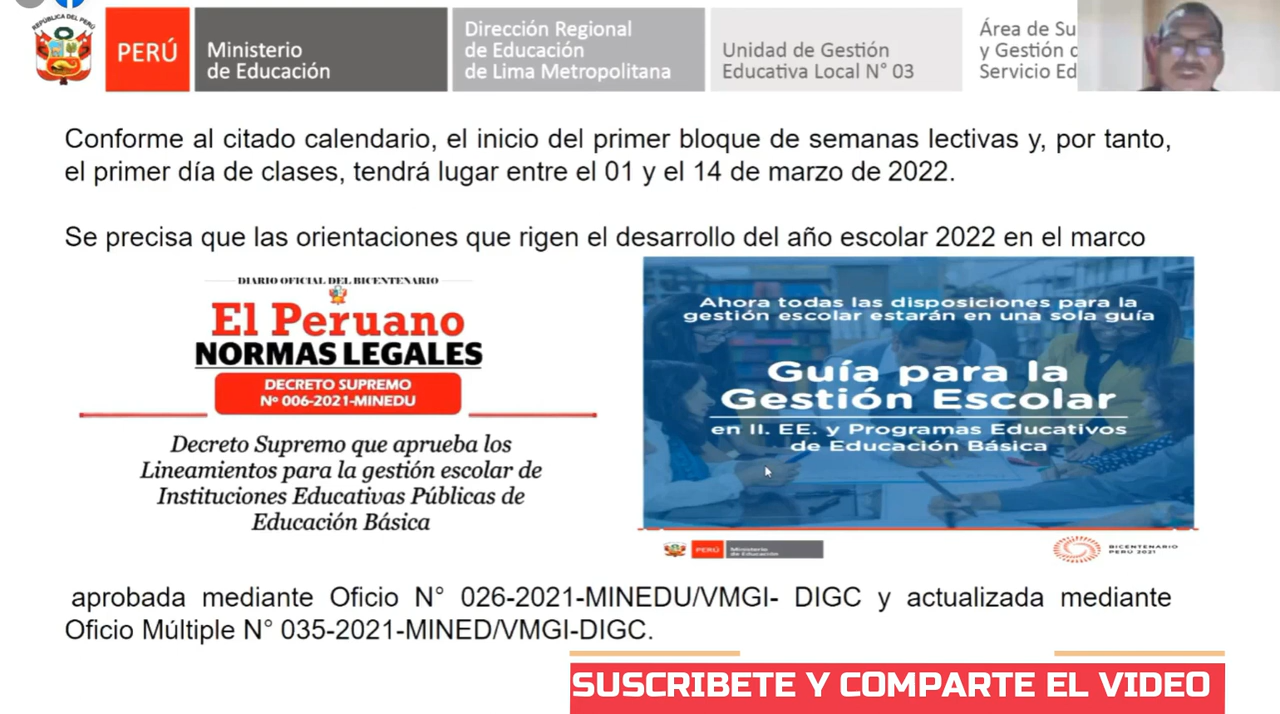 REPÚBLICA DEL PERÚ
PERÚ
Ministerio
de Educación
Dirección Regional
de Educación
de Lima Metropolitana
Unidad de Gestión
Educativa Local N° 03
Área de Su
y Gestión
Servicio Ed
Conforme al citado calendario, el inicio del primer bloque de semanas lectivas y, por tanto,
el primer día de clases, tendrá lugar entre el 01 y el 14 de marzo de 2022.
Se precisa que las orientaciones que rigen el desarrollo del año escolar 2022 en el marco
DIARIO OFICIAL DEL BICENTENARIO
El Peruano
NORMAS LEGALES
DECRETO SUPREMO
Nº 006-2021-MINEDU
Decreto Supremo que aprueba los
Lineamientos para la gestión escolar de
Instituciones Educativas Públicas de
Educación Básica
Ahora todas las disposiciones para la
gestión escolar estarán en una sola guía
Guía para la
Gestión Escolar
en II. EE. y Programas Educativos
de Educación Básica
PERÚ
Ministerio
de Educación
BICENTENARIO
PERÚ 2021
aprobada mediante Oficio N° 026-2021-MINEDU/VMGI- DIGC y actualizada mediante
Oficio Múltiple N° 035-2021-MINED/VMGI-DIGC.
SUSCRIBETE Y COMPARTE EL VIDEO